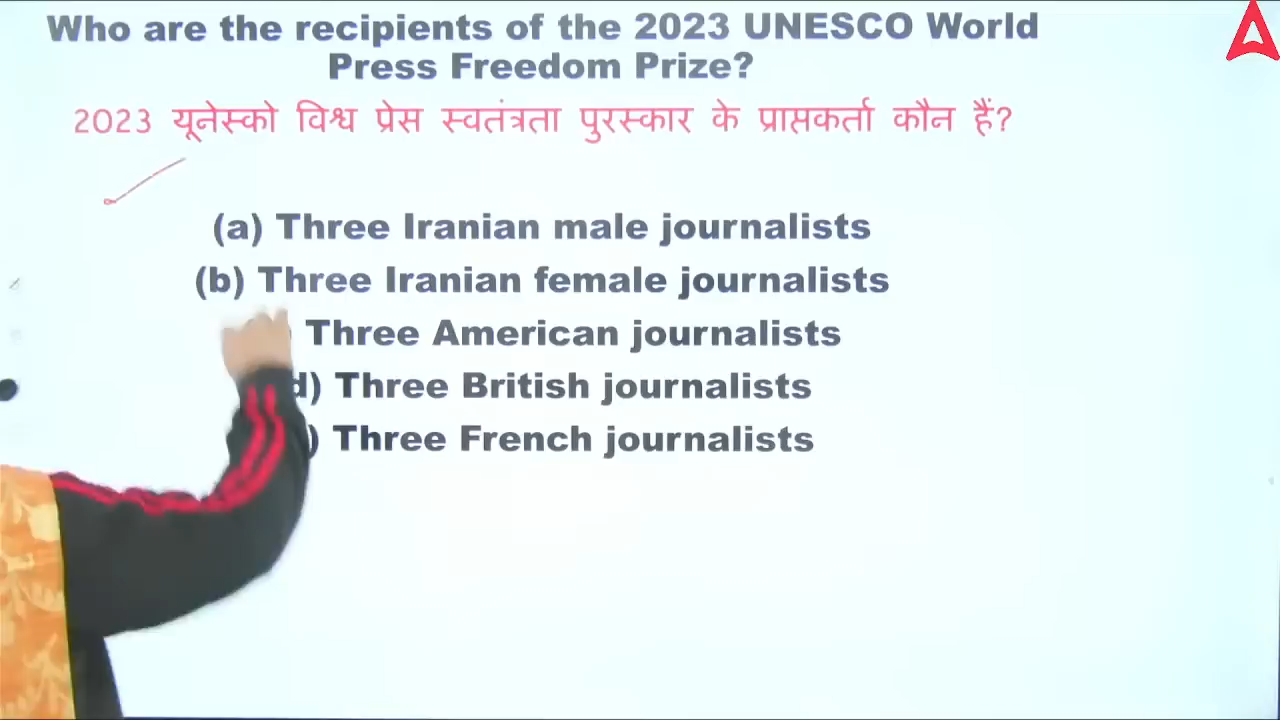 Who are the recipients of the 2023 UNESCO World
Press Freedom Prize?
2023 यूनेस्को विश्व प्रेस स्वतंत्रता पुरस्कार के प्राप्तकर्ता कौन हैं?
(a) Three Iranian male journalists
(b) Three Iranian female journalists
Three American journalists
d) Three British journalists
) Three French journalists